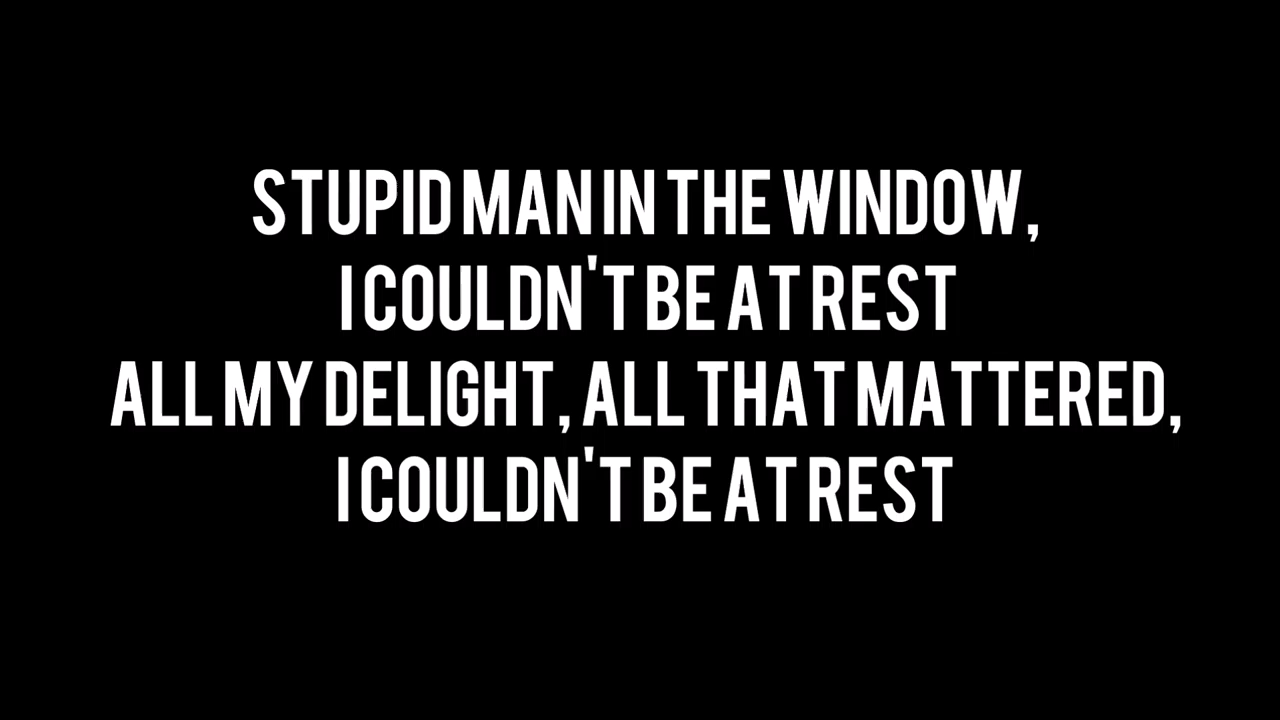 STUPID MAN IN THE WINDOW,
I COULDN'T BE AT REST
ALL MY DELIGHT, ALL THAT MATTERED,
I COULDN'T BE AT REST